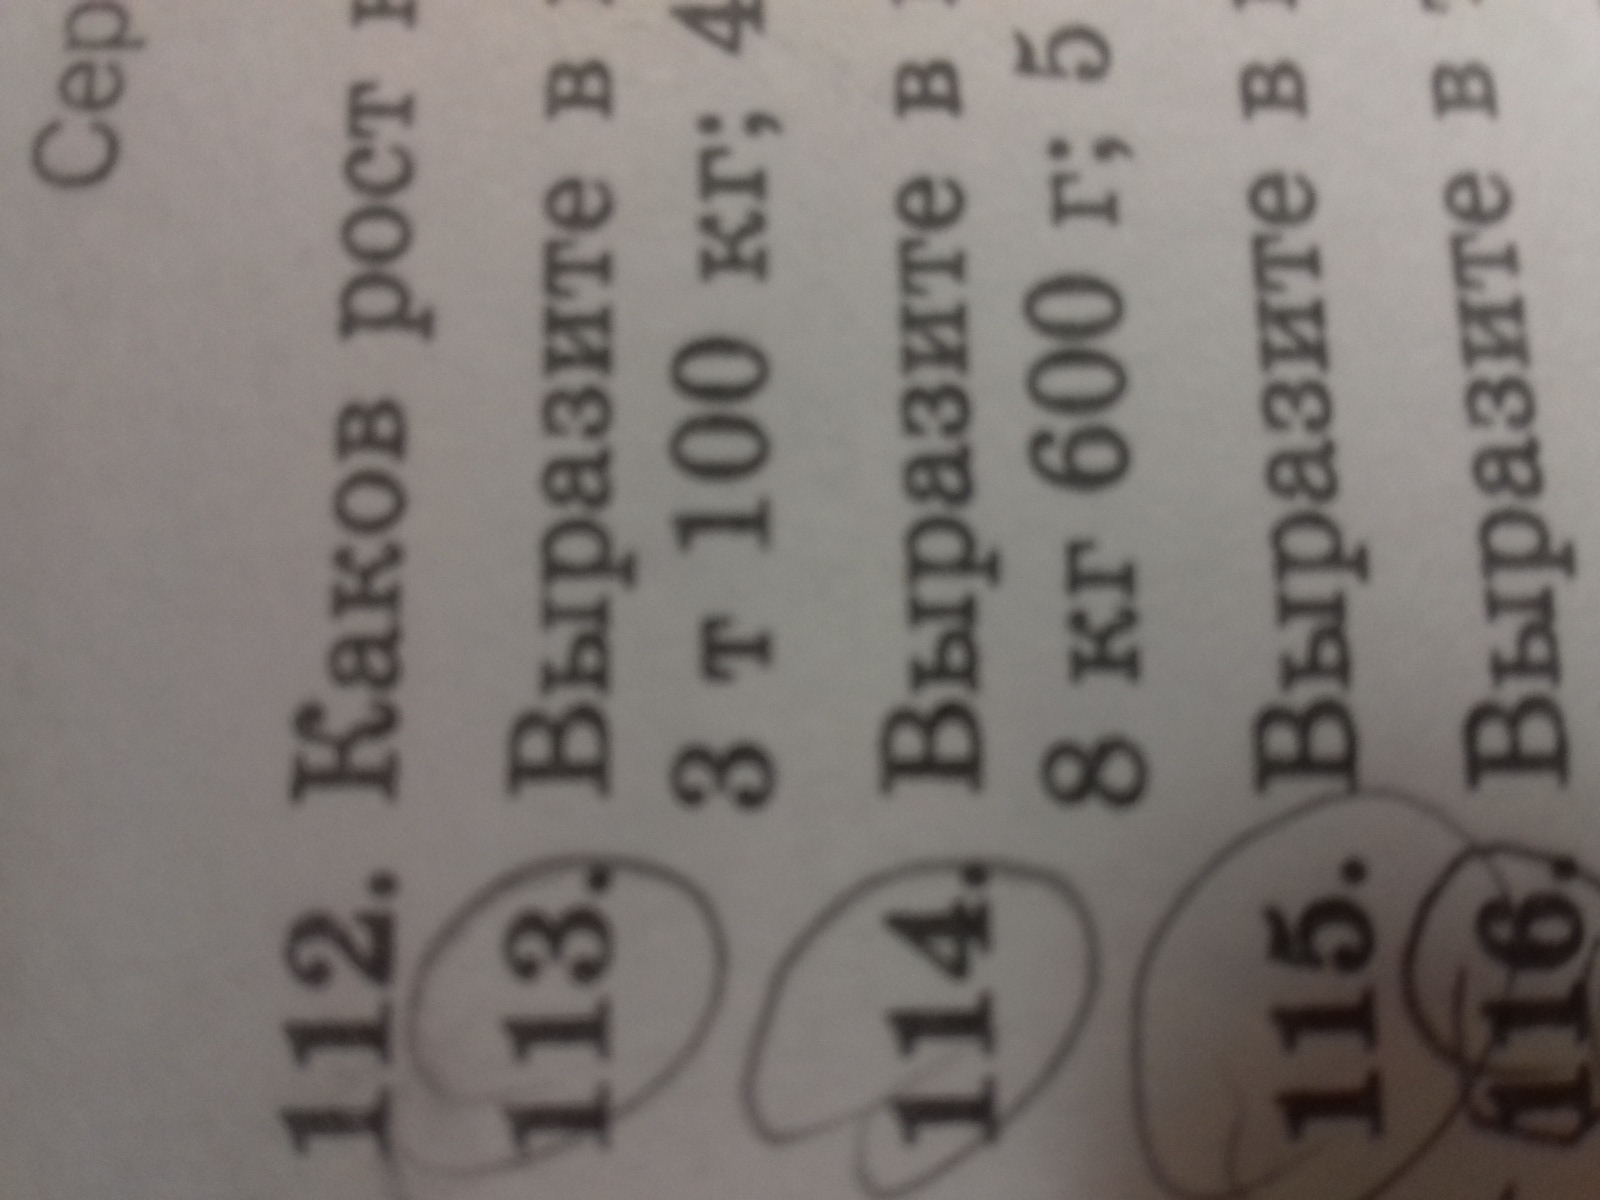 Сер
112. Каков рост
113. Выразите в
3 т 100 кг; 4
114. Выразите в
8 кг 600 г; 5
115. Выразите в
116. Выразите в